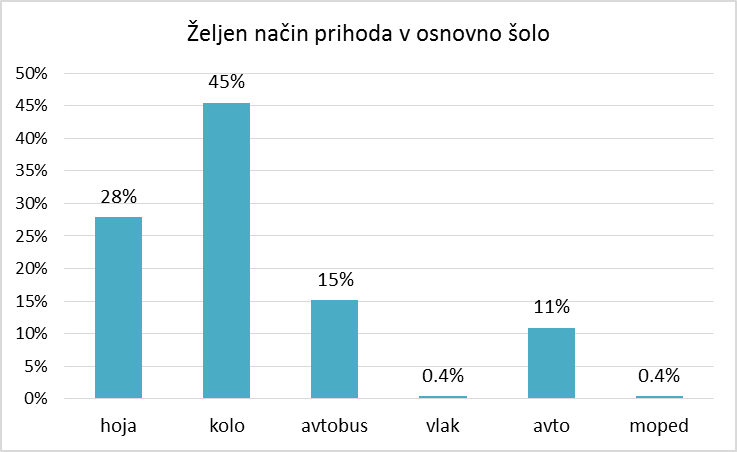 Željen način prihoda v osnovno šolo
50%
45%
40%
35%
30%
25%
20%
15%
10%
5%
0%
28%
45%
15%
0.4%
11%
0.4%
hoja
kolo
avtobus
vlak
avto
moped